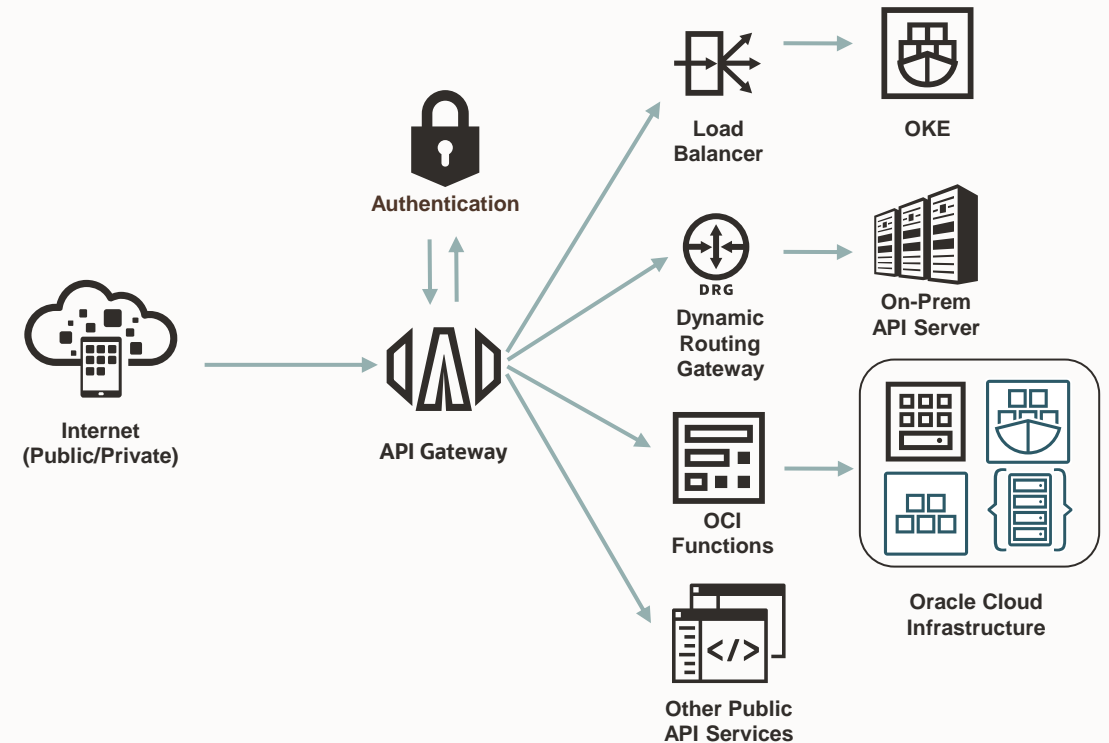 Load
Balancer
OKE
Authentication
DRG
Dynamic
Routing
Gateway
On-Prem
API Server
Internet
(Public/Private)
API Gateway
OCI
Functions
</>
Oracle Cloud
Infrastructure
Other Public
API Services